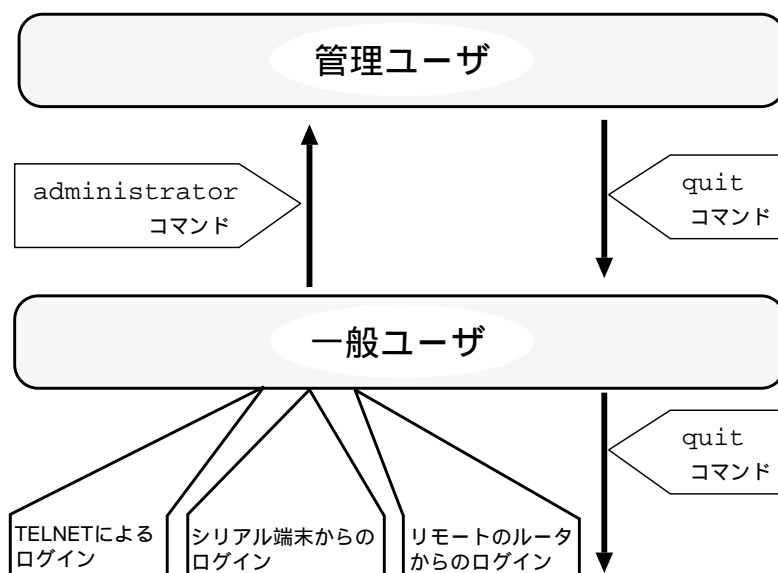 管理ユーザ
administrator
コマンド
quit
コマンド
一般ユーザ
quit
コマンド
TELNETによる
ログイン
シリアル端末からの
ログイン
リモートのルータ
からのログイン